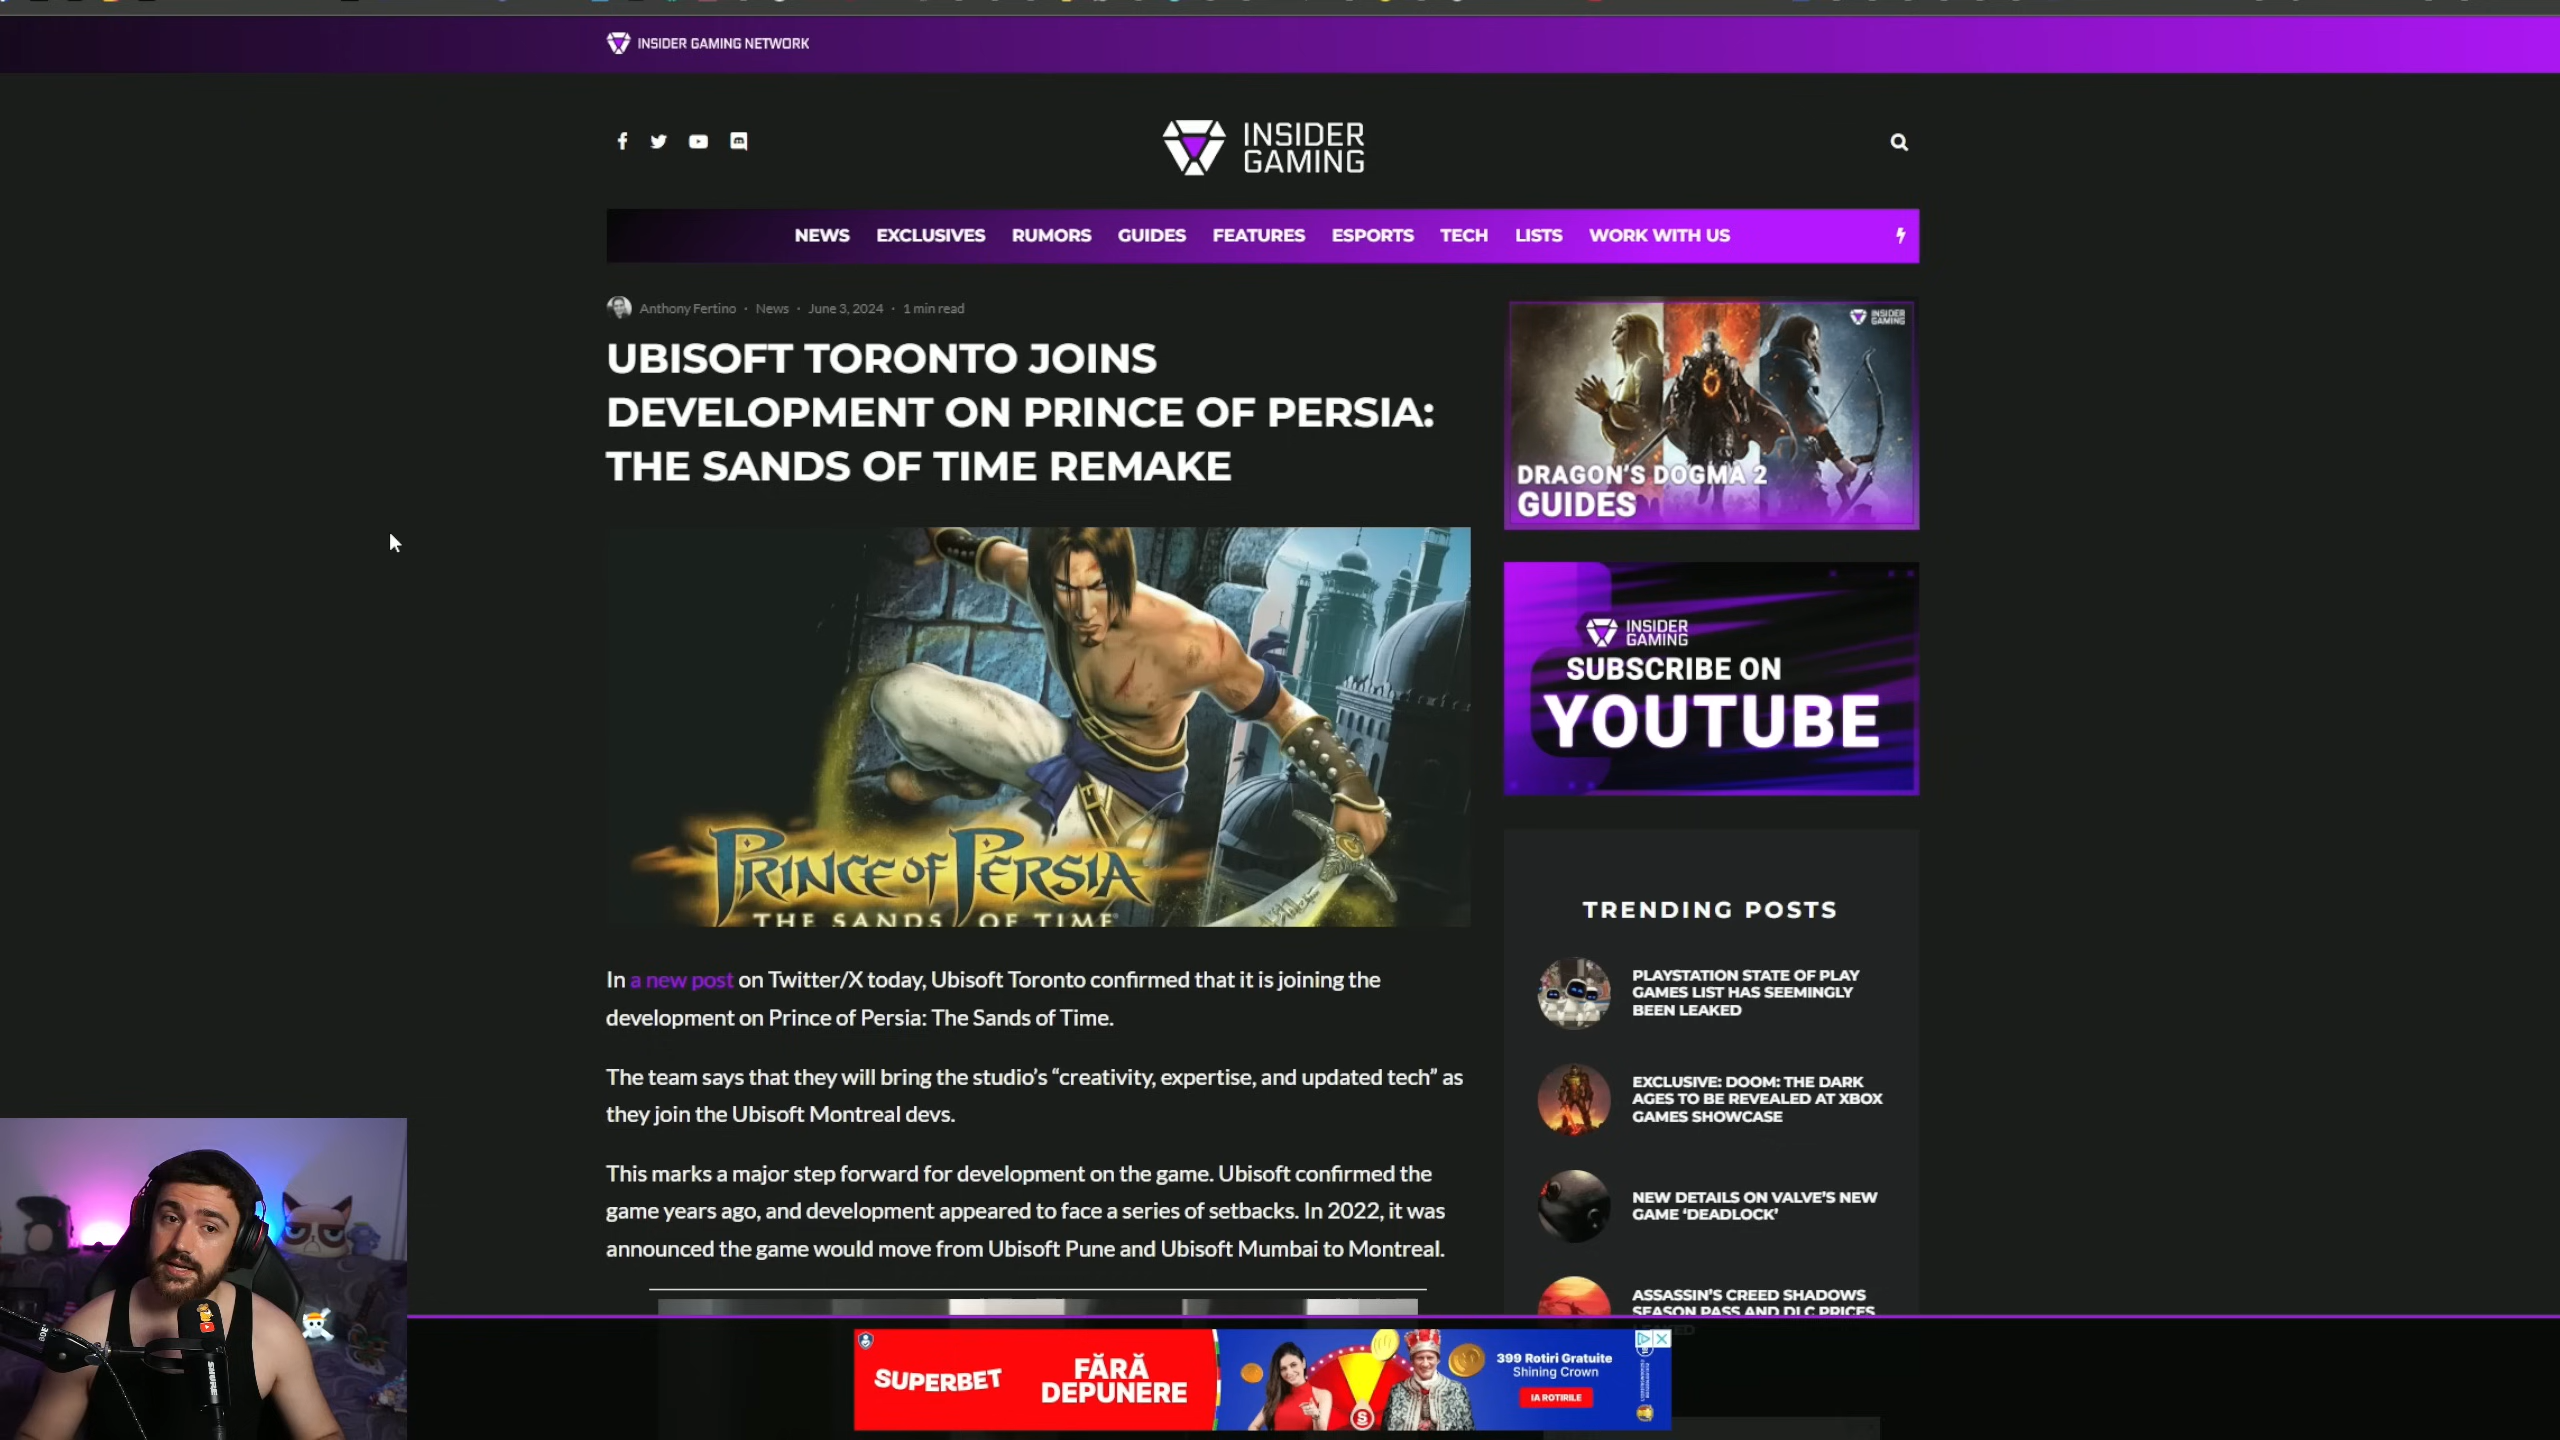 INSIDER GAMING NETWORK
INSIDER
GAMING
NEWS EXCLUSIVES RUMORS GUIDES FEATURES ESPORTS TECH LISTS WORK WITH US
Anthony Fertino · News · June 3, 2024 · 1 min read
UBISOFT TORONTO JOINS
DEVELOPMENT ON PRINCE OF PERSIA:
THE SANDS OF TIME REMAKE
PRINCE OF PERSIA
THE SANDS OF TIME
In a new post on Twitter/X today, Ubisoft Toronto confirmed that it is joining the
development on Prince of Persia: The Sands of Time.
The team says that they will bring the studio’s “creativity, expertise, and updated tech” as
they join the Ubisoft Montreal devs.
This marks a major step forward for development on the game. Ubisoft confirmed the
game years ago, and development appeared to face a series of setbacks. In 2022, it was
announced the game would move from Ubisoft Pune and Ubisoft Mumbai to Montreal.
INSIDER
GAMING
DRAGON'S DOGMA 2
GUIDES
INSIDER
GAMING
SUBSCRIBE ON
YOUTUBE
TRENDING POSTS
PLAYSTATION STATE OF PLAY
GAMES LIST HAS SEEMINGLY
BEEN LEAKED
EXCLUSIVE: DOOM: THE DARK
AGES TO BE REVEALED AT XBOX
GAMES SHOWCASE
NEW DETAILS ON VALVE’S NEW
GAME ‘DEADLOCK’
ASSASSIN’S CREED SHADOWS
SEASON PASS AND DLC PRICES
SHURE
SUPERBET
FĂRĂ
DEPUNERE
399 Rotiri Gratuite
Shining Crown
IA ROTIRILE